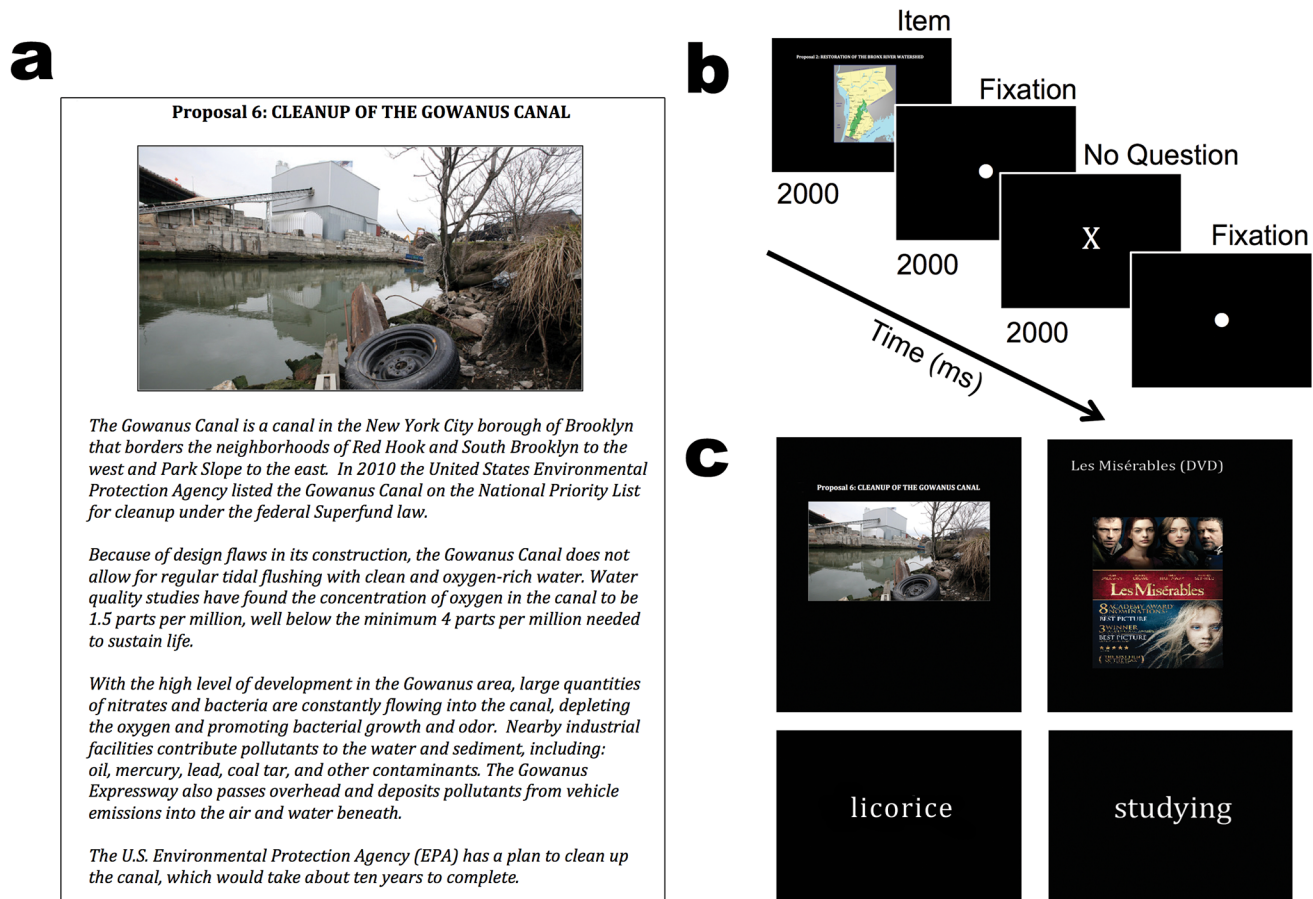 a
Proposal 6: CLEANUP OF THE GOWANUS CANAL
The Gowanus Canal is a canal in the New York City borough of Brooklyn
that borders the neighborhoods of Red Hook and South Brooklyn to the
west and Park Slope to the east.  In 2010 the United States Environmental
Protection Agency listed the Gowanus Canal on the National Priority List
for cleanup under the federal Superfund law.
Because of design flaws in its construction, the Gowanus Canal does not
allow for regular tidal flushing with clean and oxygen-rich water. Water
quality studies have found the concentration of oxygen in the canal to be
1.5 parts per million, well below the minimum 4 parts per million needed
to sustain life.
With the high level of development in the Gowanus area, large quantities
of nitrates and bacteria are constantly flowing into the canal, depleting
the oxygen and promoting bacterial growth and odor.  Nearby industrial
facilities contribute pollutants to the water and sediment, including:
oil, mercury, lead, coal tar, and other contaminants. The Gowanus
Expressway also passes overhead and deposits pollutants from vehicle
emissions into the air and water beneath.
The U.S. Environmental Protection Agency (EPA) has a plan to clean up
the canal, which would take about ten years to complete.
b
Item
Proposal 2: RESTORATION OF THE BRONX RIVER WATERSHED
2000
Fixation
2000
No Question
X
2000
Fixation
Time (ms)
c
Proposal 6: CLEANUP OF THE GOWANUS CANAL
Les Misérables (DVD)
Les Misérables
8 ACADEMY AWARD
NOMINATIONS
BEST PICTURE
3 WINNER
BEST PICTURE
licorice
studying